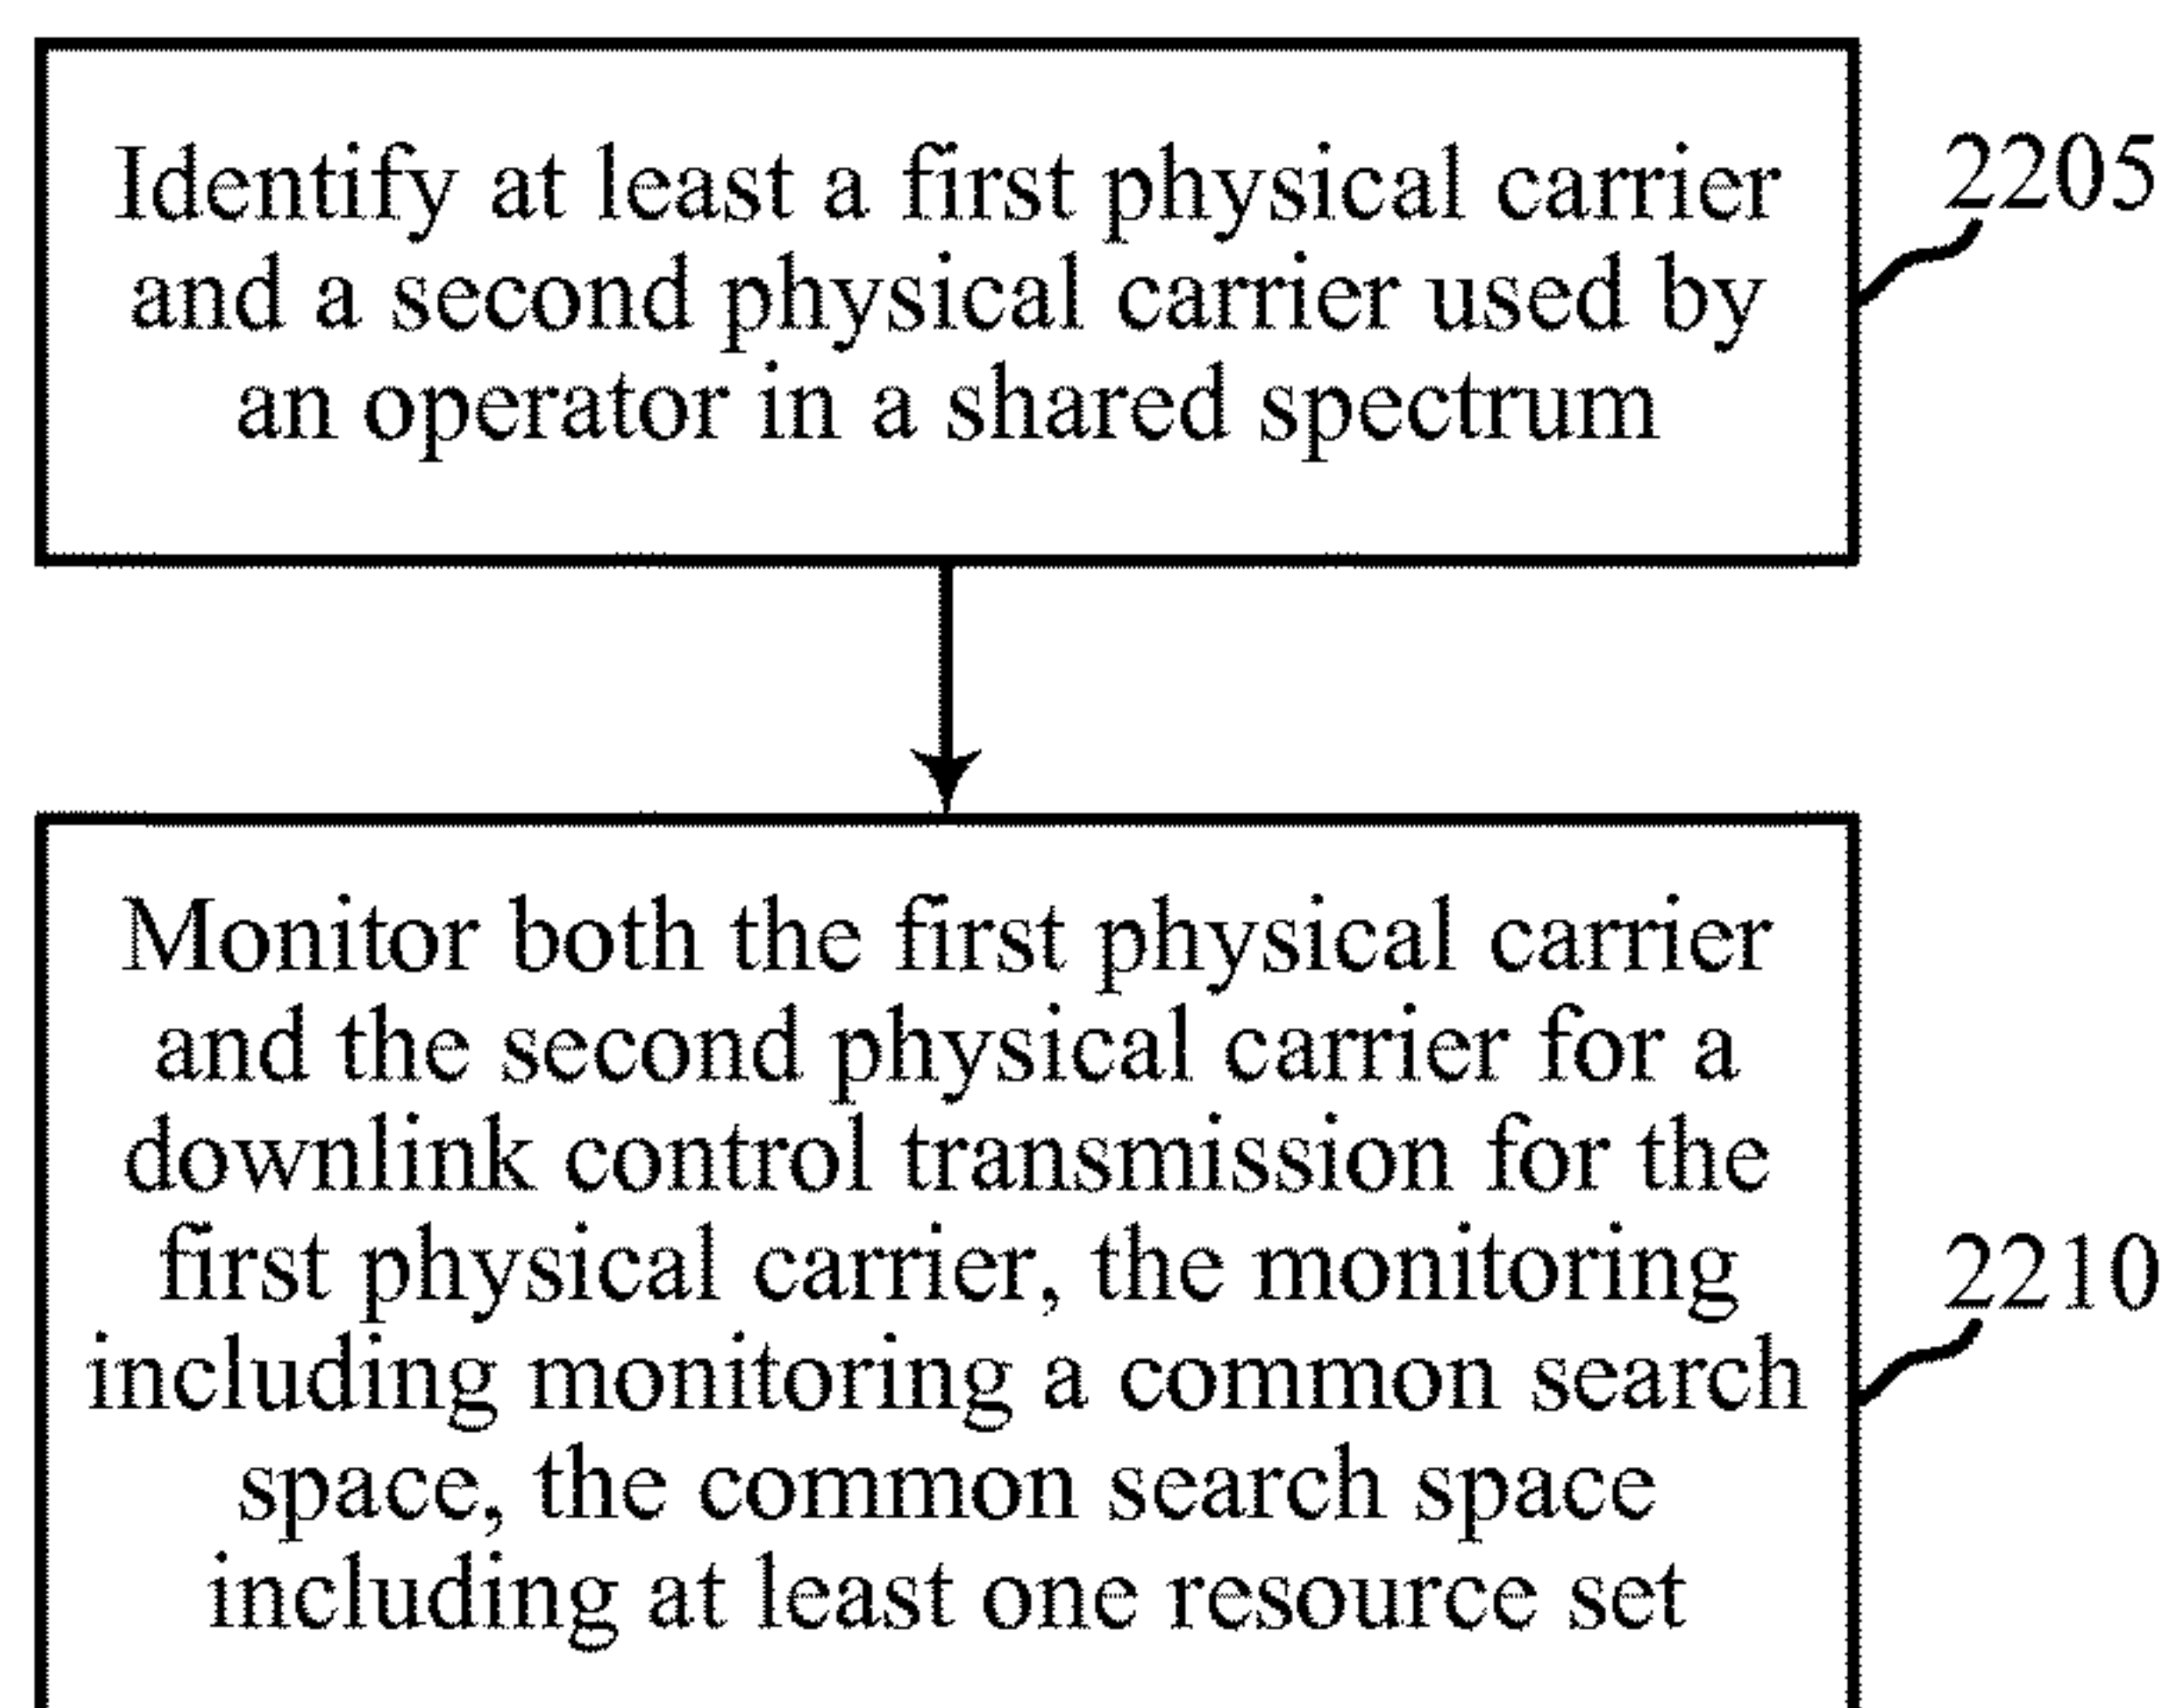 Identify at least a first physical carrier
and a second physical carrier used by
an operator in a shared spectrum
2205
Monitor both the first physical carrier
and the second physical carrier for a
downlink control transmission for the
first physical carrier, the monitoring
including monitoring a common search
space, the common search space
including at least one resource set
2210